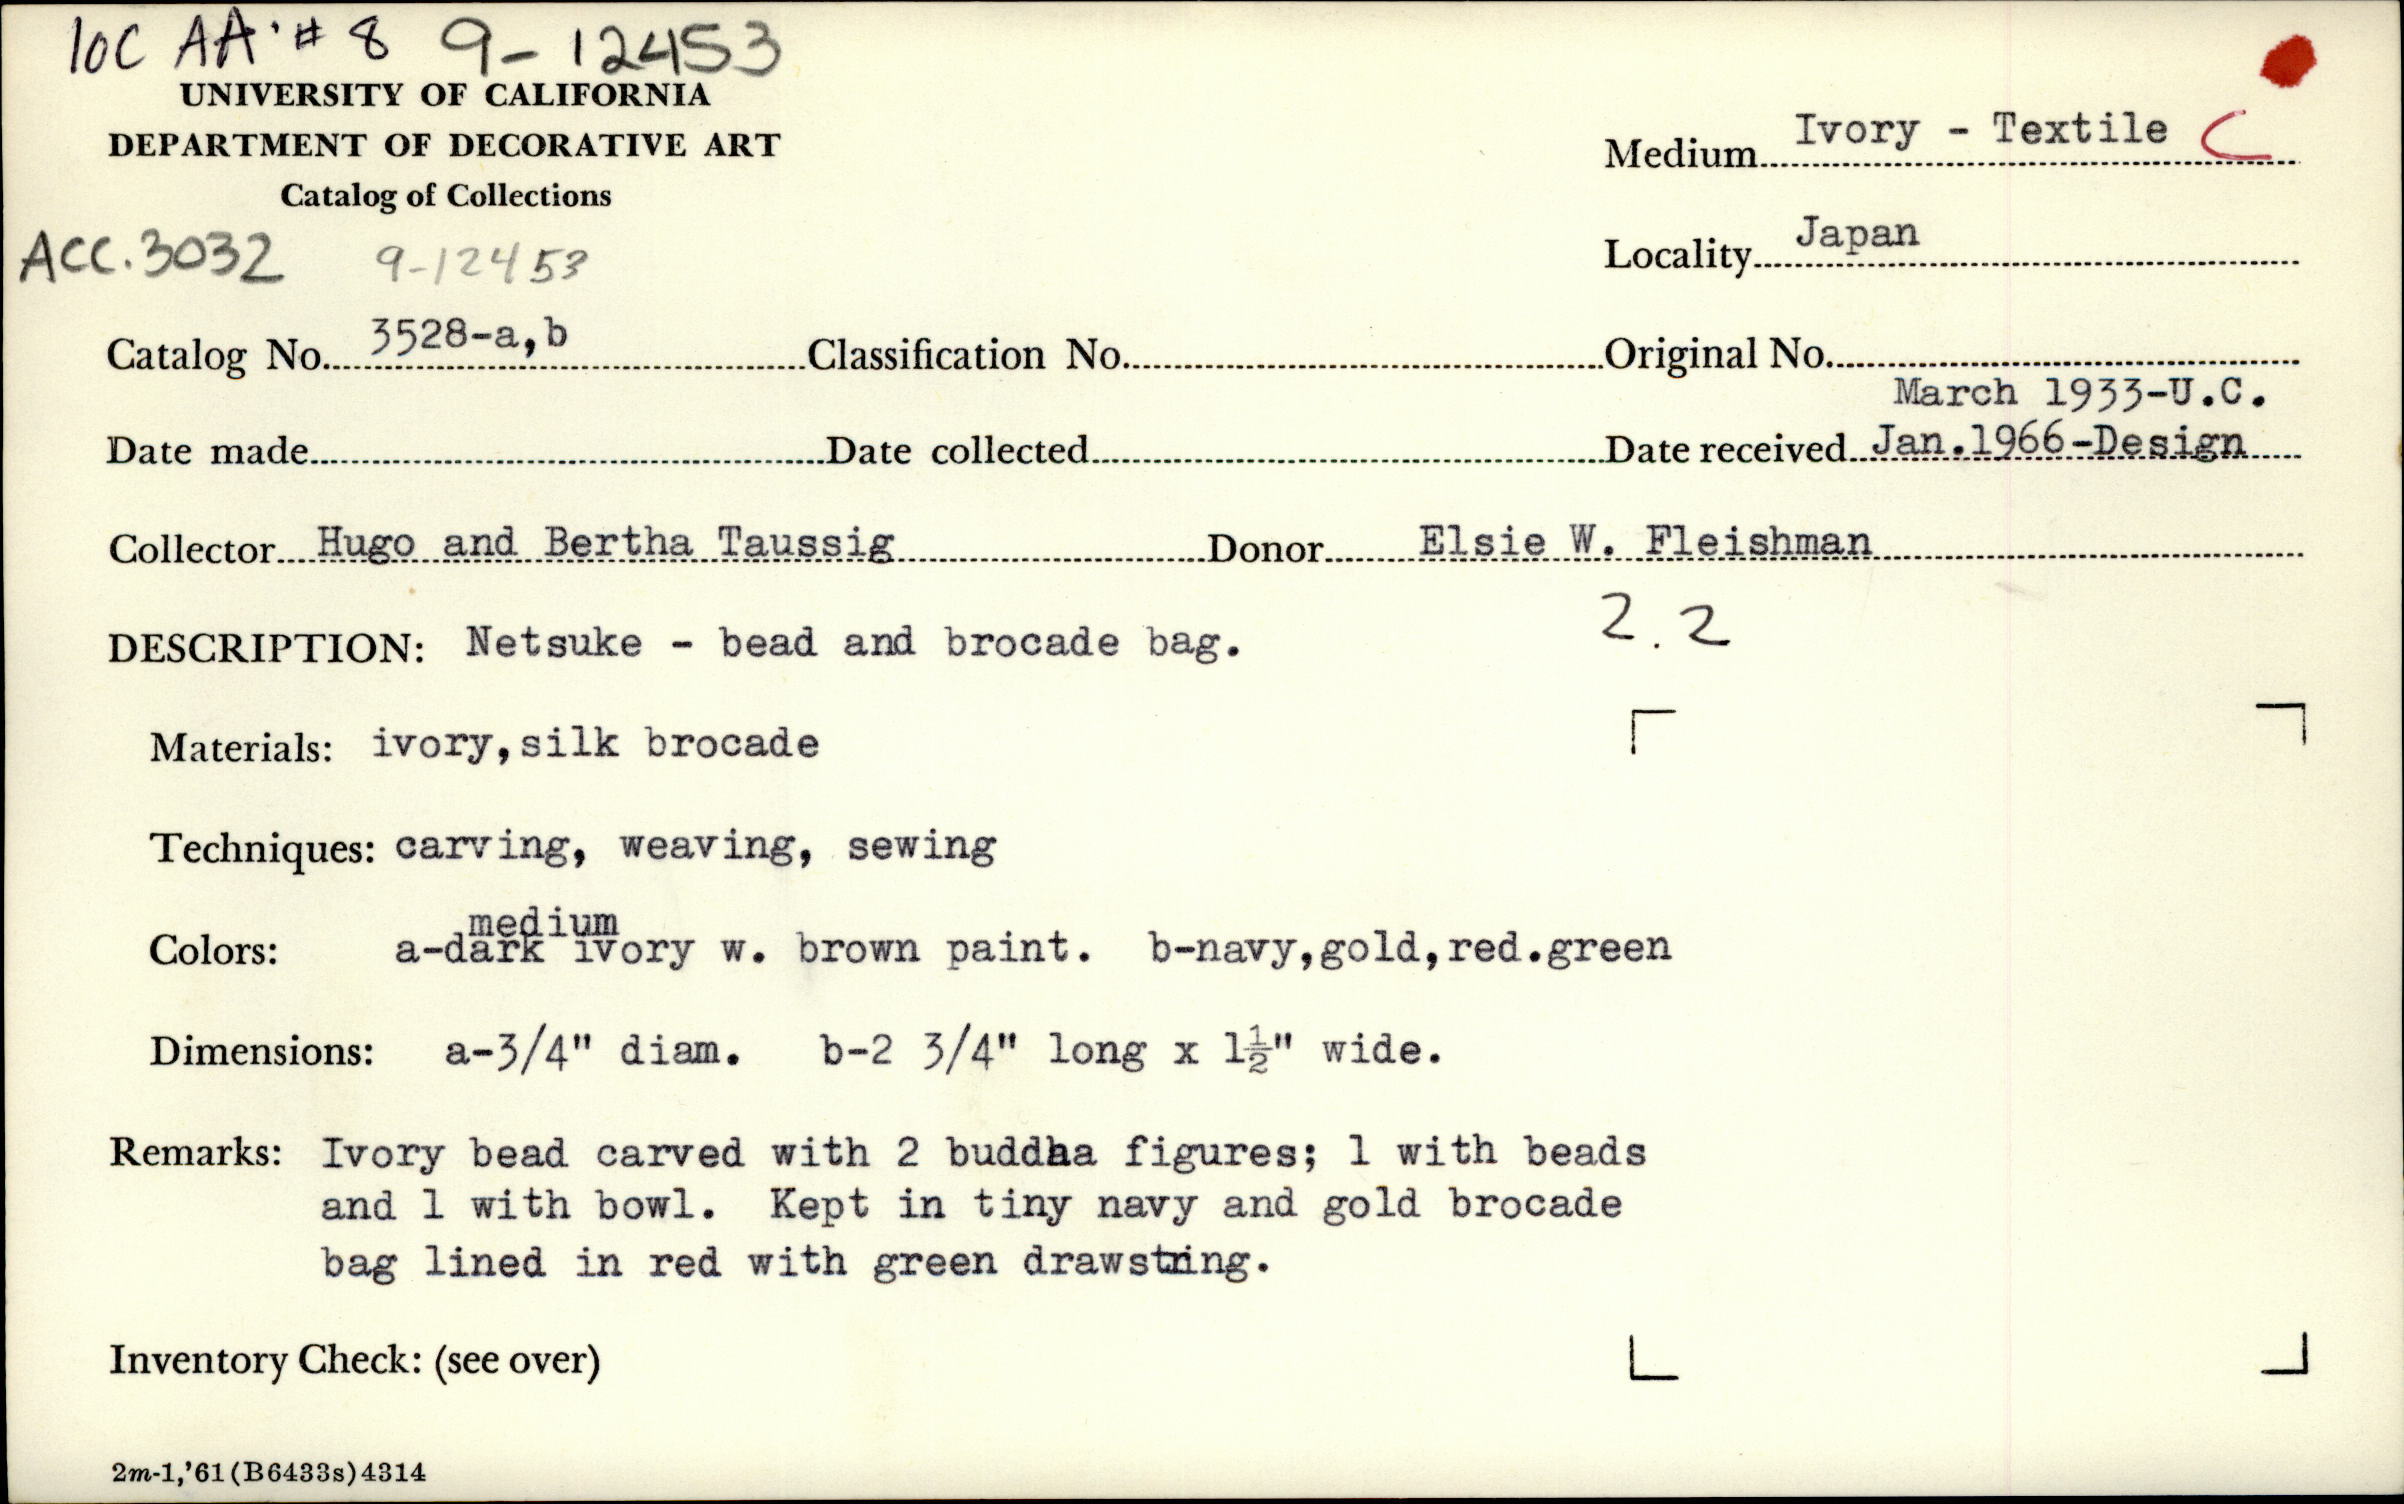 loc AA·# 8 9-12453
UNIVERSITY OF CALIFORNIA
DEPARTMENT OF DECORATIVE ART
Catalog of Collections
Medium Ivory - Textile C
Locality Japan
ACC.3032 9-12453
Catalog No. 3528-a,b Classification No. Original No.
March 1933-U.C.
Date made Date collected Date received Jan.1966-Design
Collector Hugo and Bertha Taussig Donor Elsie W. Fleishman
2.2
DESCRIPTION: Netsuke - bead and brocade bag.
Materials: ivory,silk brocade
Techniques: carving, weaving, sewing
medium
Colors: a-dark ivory w. brown paint. b-navy,gold,red.green
Dimensions: a-3/4" diam. b-2 3/4" long x 1½" wide.
Remarks: Ivory bead carved with 2 buddha figures; 1 with beads
and 1 with bowl. Kept in tiny navy and gold brocade
bag lined in red with green drawstring.
Inventory Check: (see over)
2m-1,'61(B6433s)4314